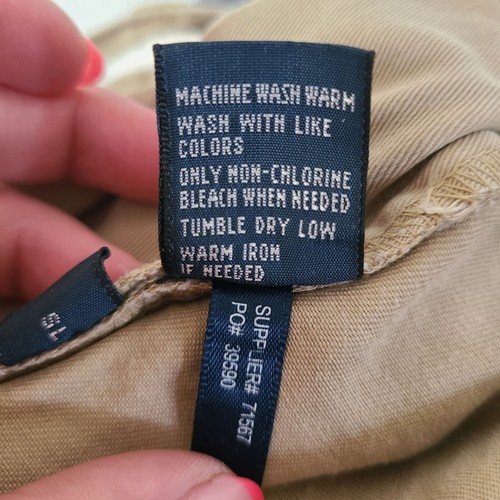 MACHINE WASH WARM
WASH WITH LIKE
COLORS
ONLY NON-CHLORINE
BLEACH WHEN NEEDED
TUMBLE DRY LOW
WARM IRON
IF NEEDED
SUPPLIER# 71567
PO# 39590